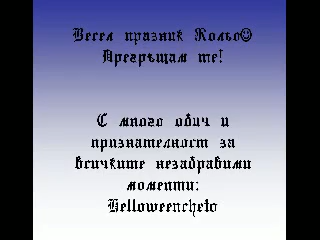 Весел празник Кольо☺
Прегръщам те!
С много обич и
признателност за
всичките незабравими
моменти:
Helloweencheto